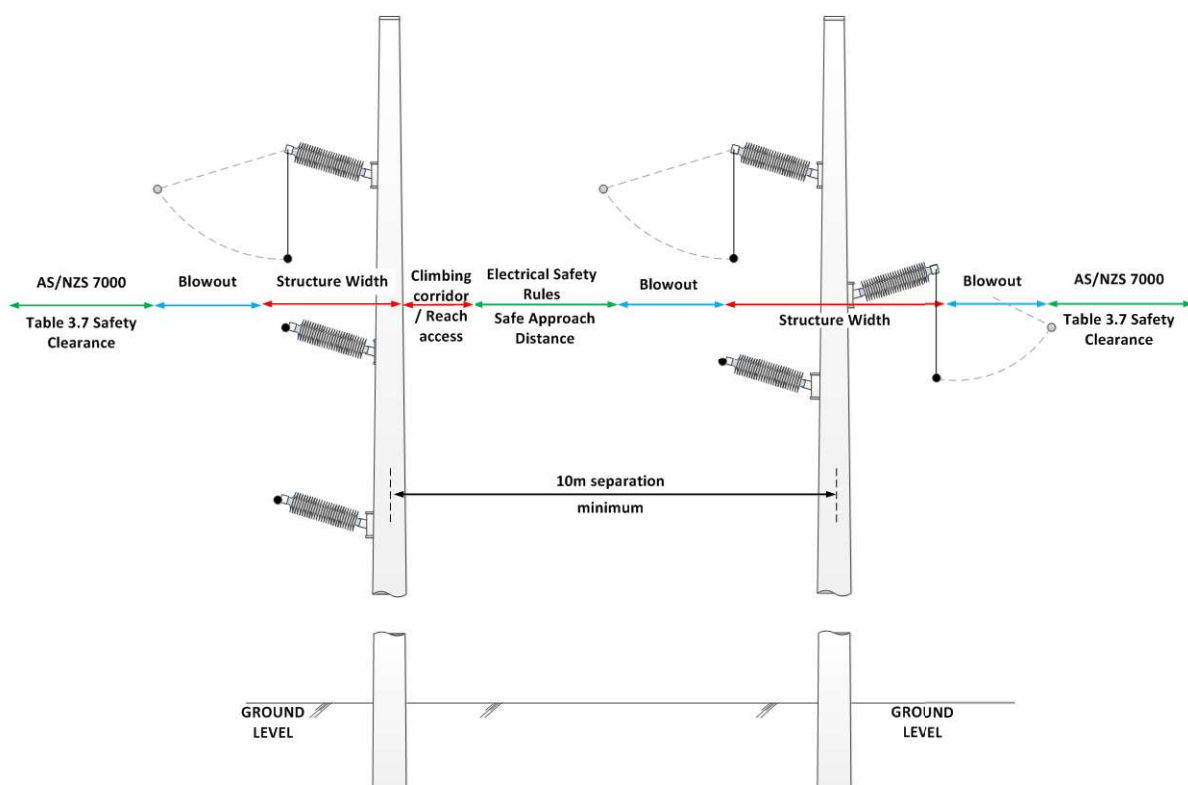 AS/NZS 7000
Table 3.7 Safety
Clearance
Blowout
Structure Width
Climbing
corridor
/ Reach
access
Electrical Safety
Rules
Safe Approach
Distance
Blowout
Structure Width
Blowout
AS/NZS 7000
Table 3.7 Safety
Clearance
10m separation
minimum
GROUND
LEVEL
GROUND
LEVEL